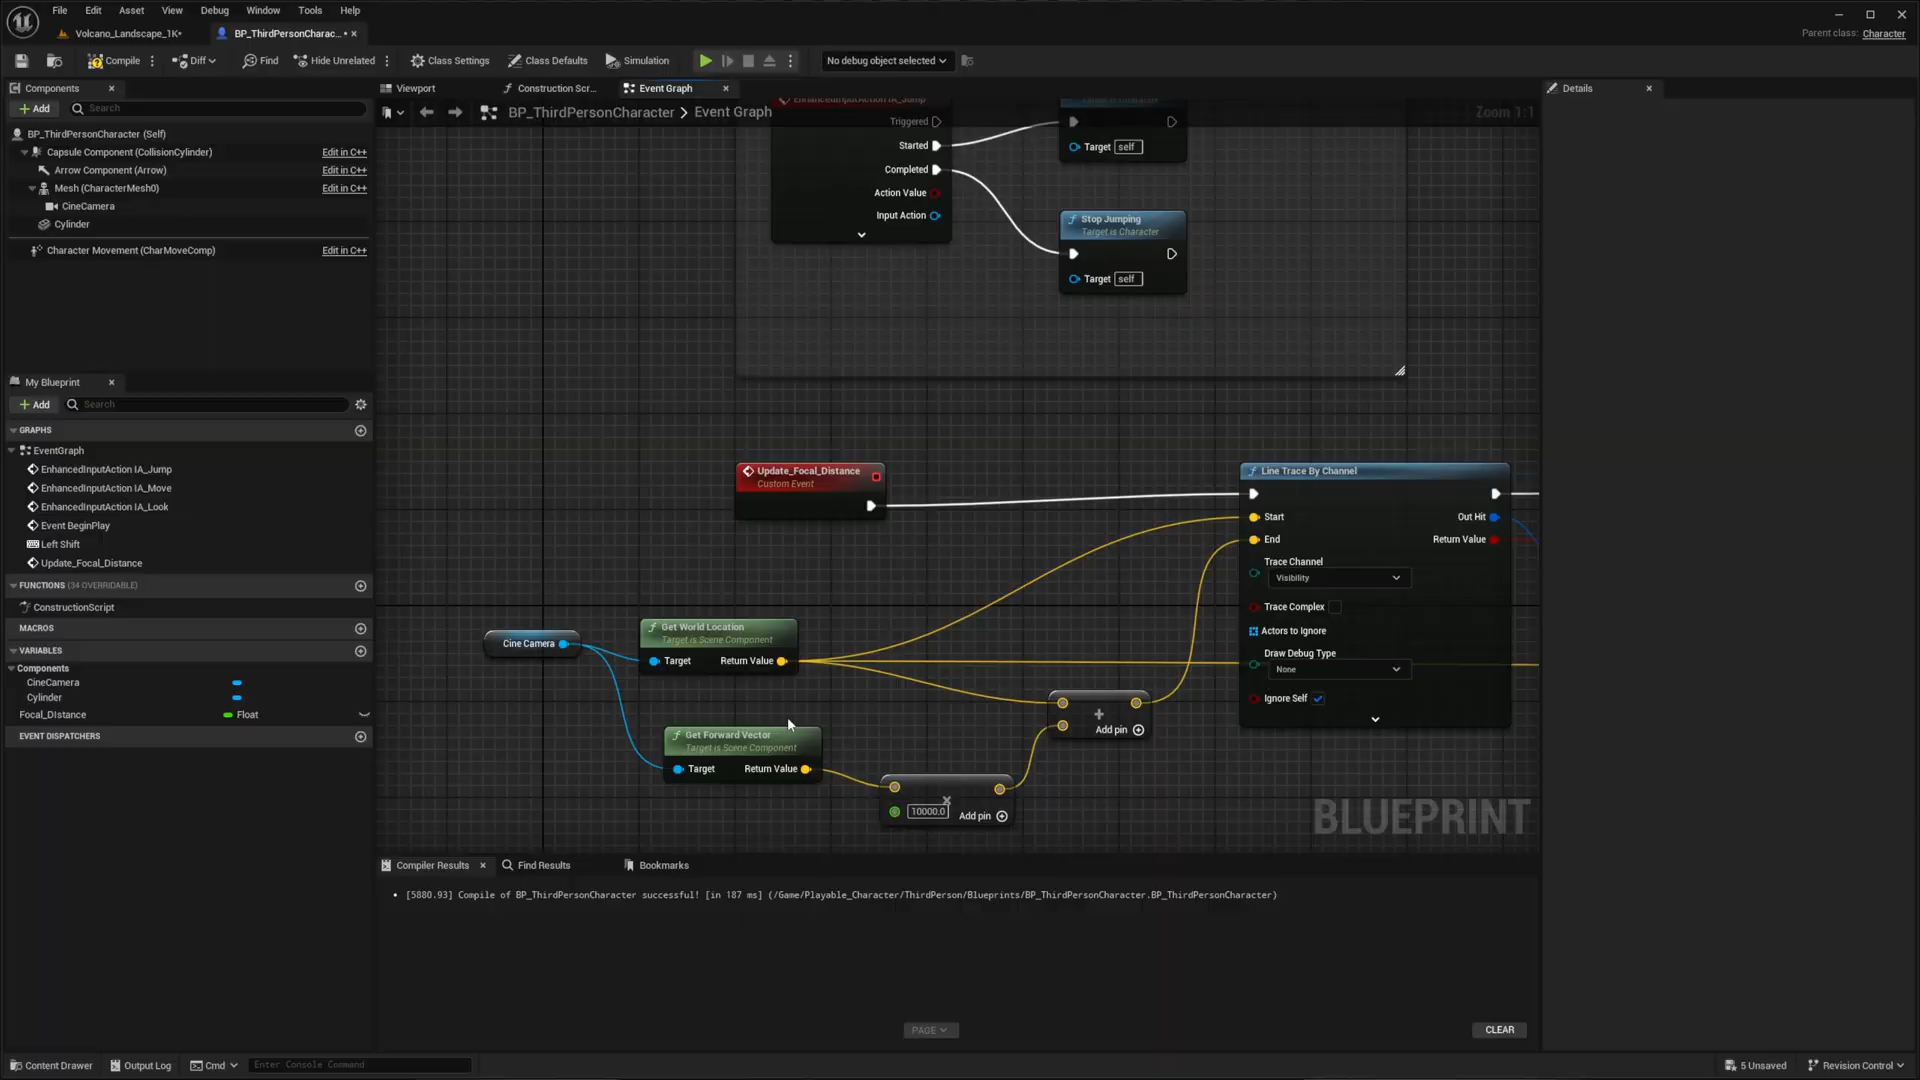 File Edit Asset View Debug Window Tools Help
Volcano_Landscape_1K•
BP_ThirdPersonCharac... •
Parent class: Character
Compile
Diff
Find
Hide Unrelated
Class Settings
Class Defaults
Simulation
No debug object selected
Components
Add
Search
BP_ThirdPersonCharacter (Self)
Capsule Component (CollisionCylinder) Edit in C++
Arrow Component (Arrow) Edit in C++
Mesh (CharacterMesh0) Edit in C++
CineCamera
Cylinder
Character Movement (CharMoveComp) Edit in C++
My Blueprint
Add
Search
GRAPHS
EventGraph
EnhancedInputAction IA_Jump
EnhancedInputAction IA_Move
EnhancedInputAction IA_Look
Event BeginPlay
Left Shift
Update_Focal_Distance
FUNCTIONS (34 OVERRIDABLE)
ConstructionScript
MACROS
VARIABLES
Components
CineCamera
Cylinder
Focal_DIstance Float
EVENT DISPATCHERS
Viewport
Construction Scr...
Event Graph
BP_ThirdPersonCharacter > Event Graph
Zoom 1:1
EnhancedInputAction IA_Jump
Triggered
Started
Completed
Action Value
Input Action
Target is Character
Target self
Stop Jumping
Target is Character
Target self
Update_Focal_Distance
Custom Event
Line Trace By Channel
Start Out Hit
End Return Value
Trace Channel
Visibility
Trace Complex
Actors to Ignore
Draw Debug Type
None
Ignore Self
Cine Camera
Get World Location
Target is Scene Component
Target Return Value
Get Forward Vector
Target is Scene Component
Target Return Value
Add pin
10000.0 Add pin
BLUEPRINT
Details
Compiler Results
Find Results
Bookmarks
[5880.93] Compile of BP_ThirdPersonCharacter successful! [in 187 ms] (/Game/Playable_Character/ThirdPerson/Blueprints/BP_ThirdPersonCharacter.BP_ThirdPersonCharacter)
PAGE
CLEAR
Content Drawer
Output Log
Cmd
Enter Console Command
5 Unsaved
Revision Control